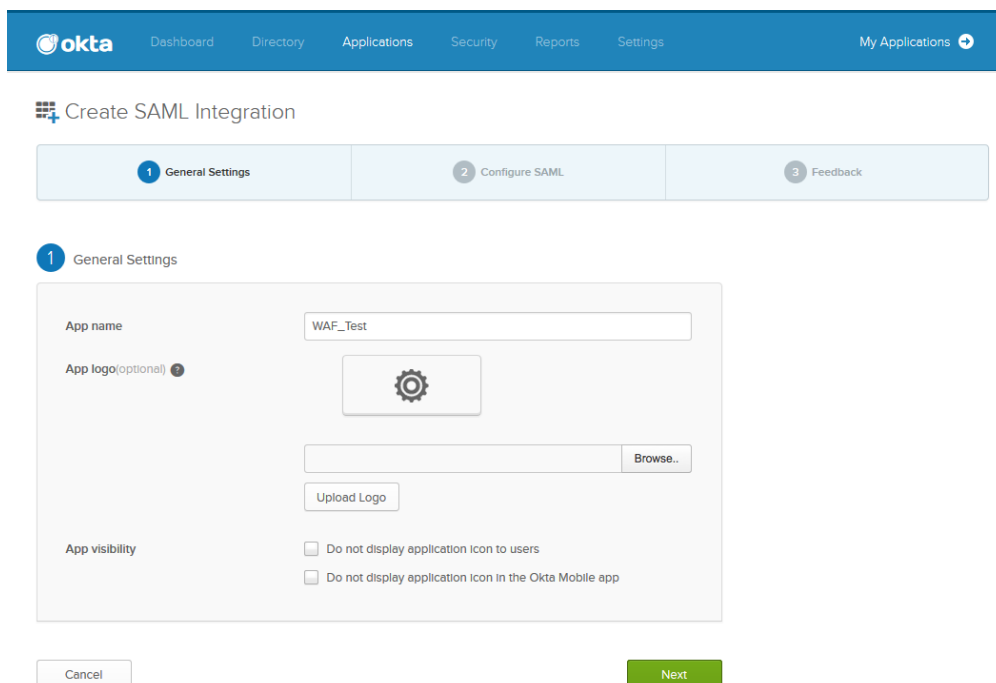 okta Dashboard Directory Applications Security Reports Settings My Applications
Create SAML Integration
1 General Settings 2 Configure SAML 3 Feedback
1 General Settings
App name WAF_Test
App logo(optional) ?
Browse..
Upload Logo
App visibility Do not display application icon to users
Do not display application icon in the Okta Mobile app
Cancel Next